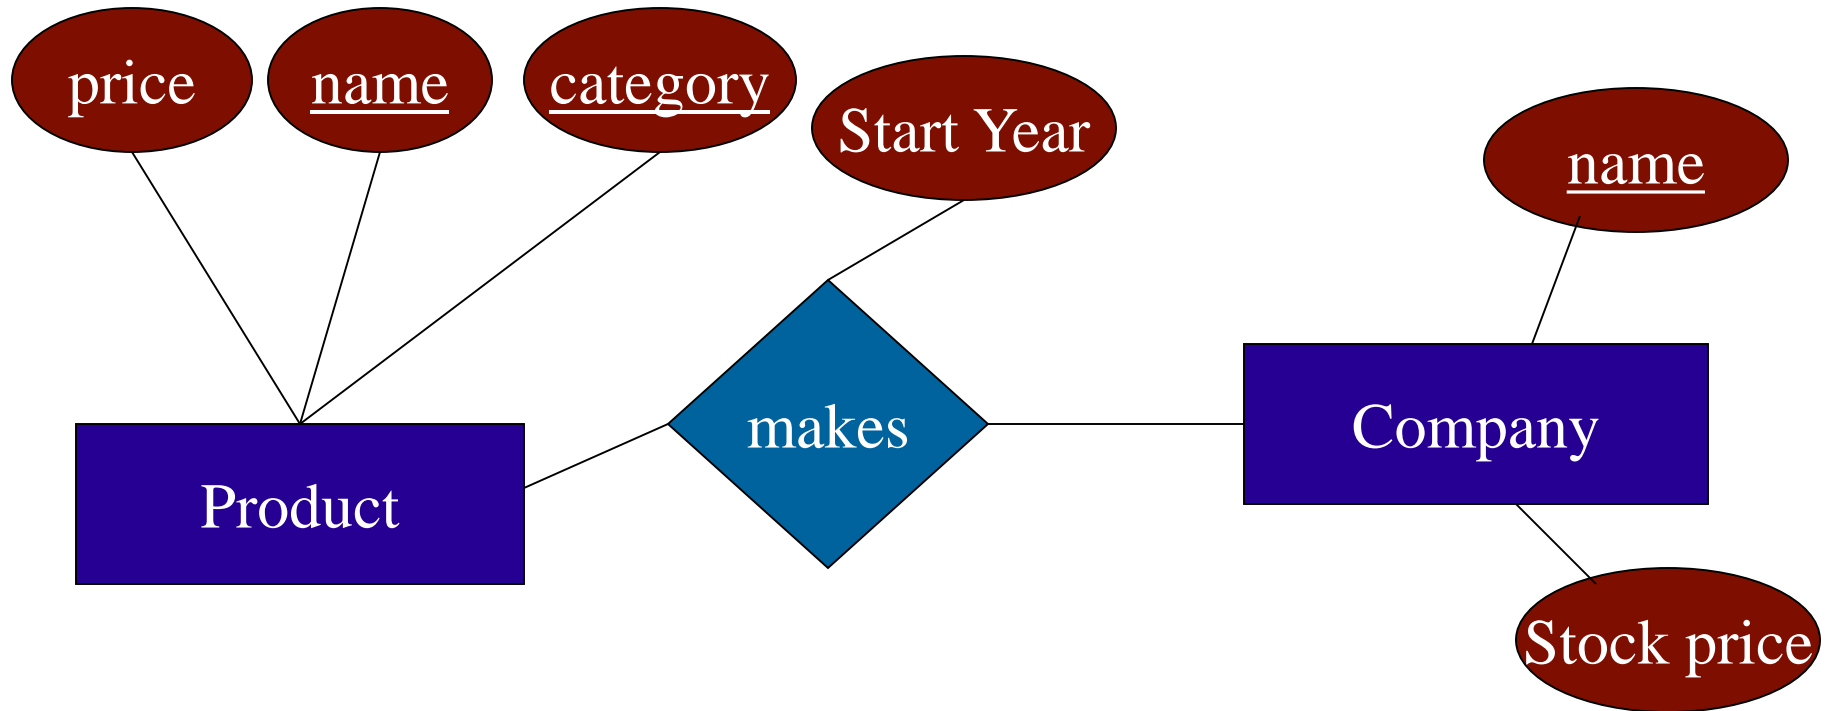 price
name
category
Start Year
name
makes
Company
Product
Stock price